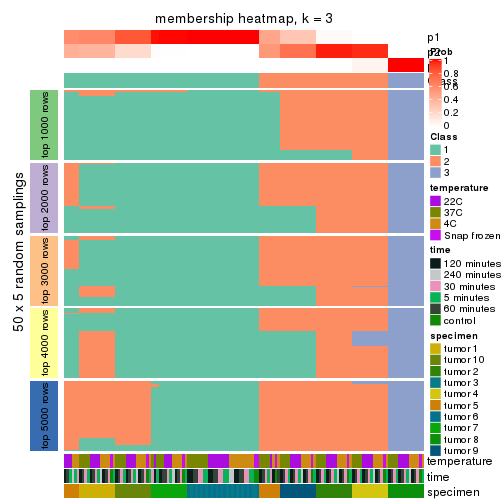 membership heatmap, k = 3
p1
p2
Prob
1
0.8
0.6
0.4
0.2
0
Class
1
2
3
temperature
22C
37C
4C
Snap frozen
time
120 minutes
240 minutes
30 minutes
5 minutes
60 minutes
control
specimen
tumor 1
tumor 10
tumor 2
tumor 3
tumor 4
tumor 5
tumor 6
tumor 7
tumor 8
tumor 9
50 x 5 random samplings
top 1000 rows
top 2000 rows
top 3000 rows
top 4000 rows
top 5000 rows
temperature
time
specimen